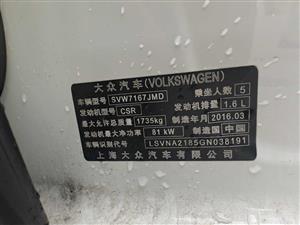 大众汽车(VOLKSWAGEN)
车辆型号 SVW7167JMD 乘坐人数 5
发动机型号 CSR 发动机排量 1.6 L
最大允许总质量 1735kg 制造年月 2016.03
发动机最大净功率 81 kW 制造国 中国
车辆识别代号 LSVNA2185GN038191
上海大众汽车有限公司